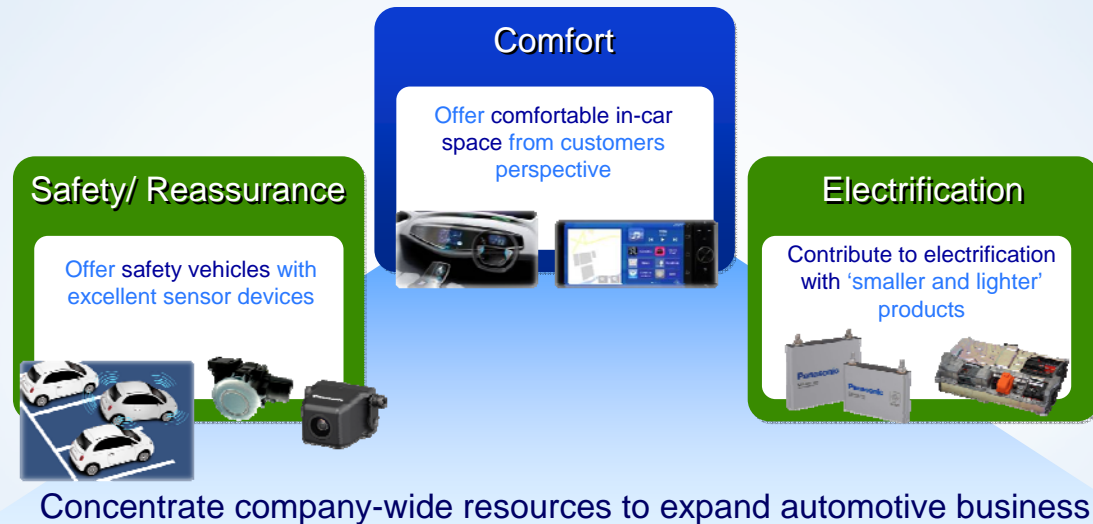 Comfort
Offer comfortable in-car
space from customers
perspective
Safety/ Reassurance
Offer safety vehicles with
excellent sensor devices
Electrification
Contribute to electrification
with ‘smaller and lighter’
products
Panasonic
Panasonic
Concentrate company-wide resources to expand automotive business